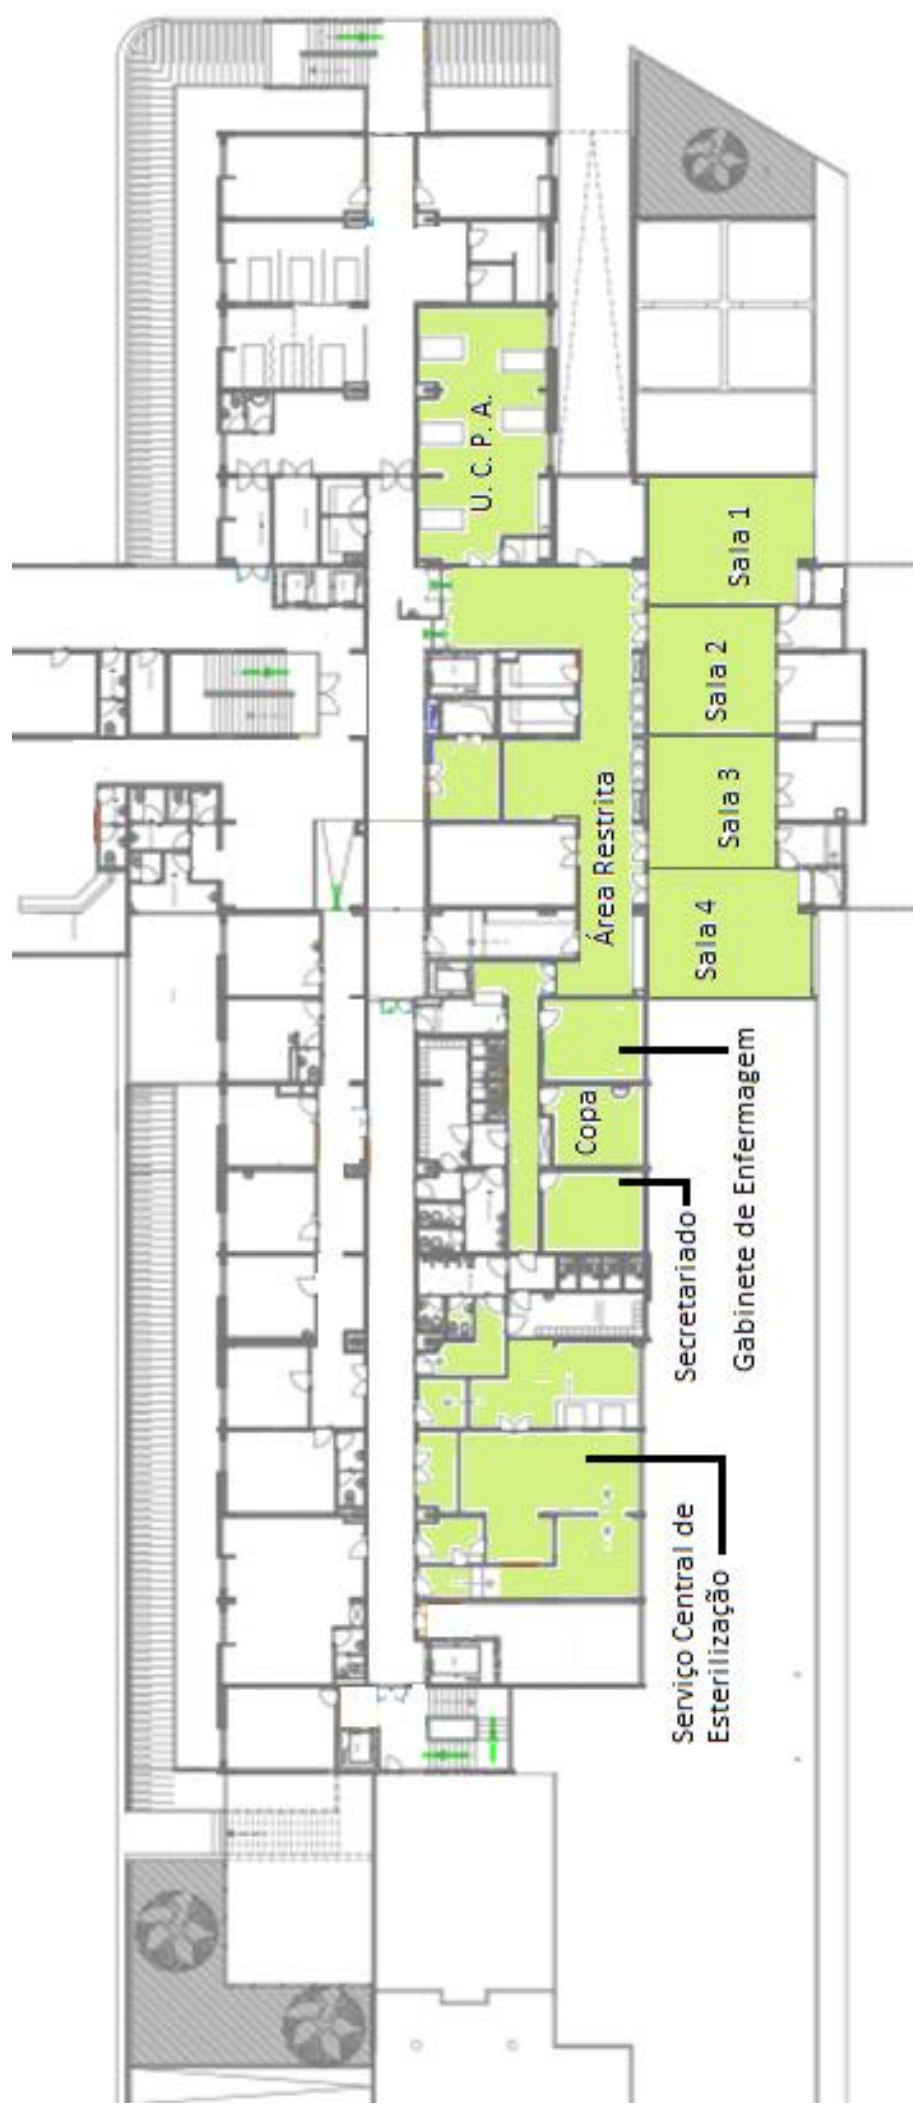 U. C. P. A.
Sala 1
Sala 2
Sala 3
Sala 4
Área Restrita
Gabinete de Enfermagem
Copa
Secretariado
Serviço Central de
Esterilização